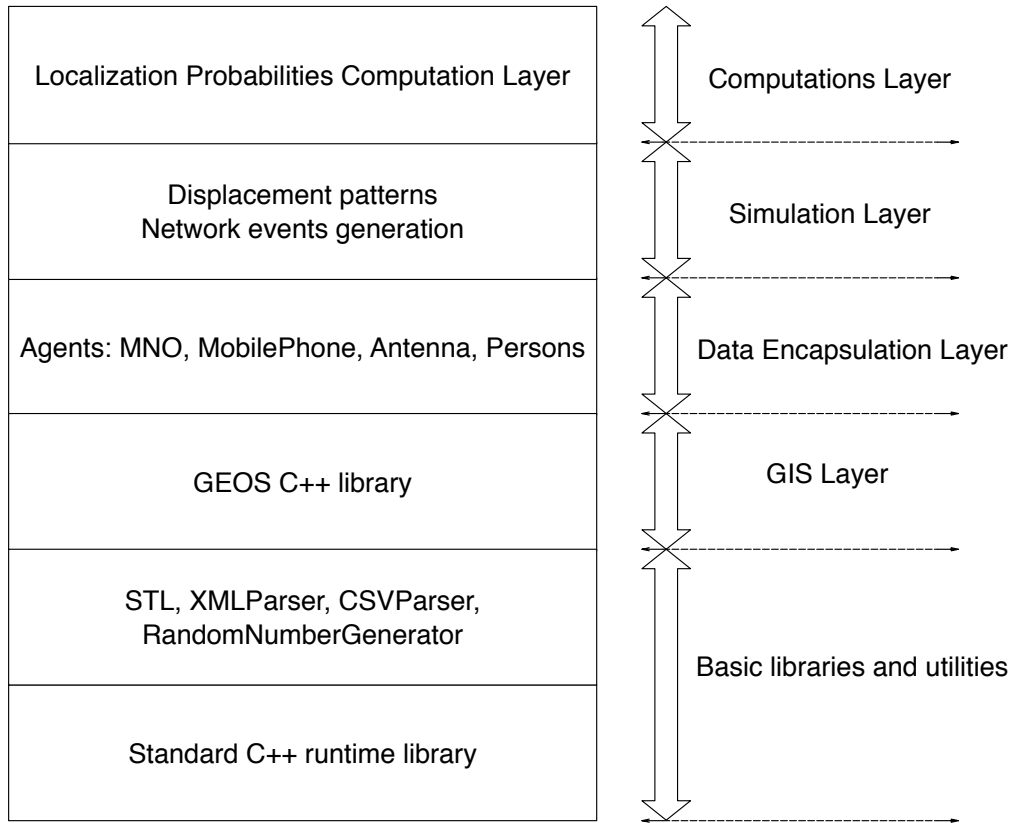 Localization Probabilities Computation Layer
Computations Layer
Displacement patterns
Network events generation
Simulation Layer
Agents: MNO, MobilePhone, Antenna, Persons
Data Encapsulation Layer
GEOS C++ library
GIS Layer
STL, XMLParser, CSVParser,
RandomNumberGenerator
Basic libraries and utilities
Standard C++ runtime library